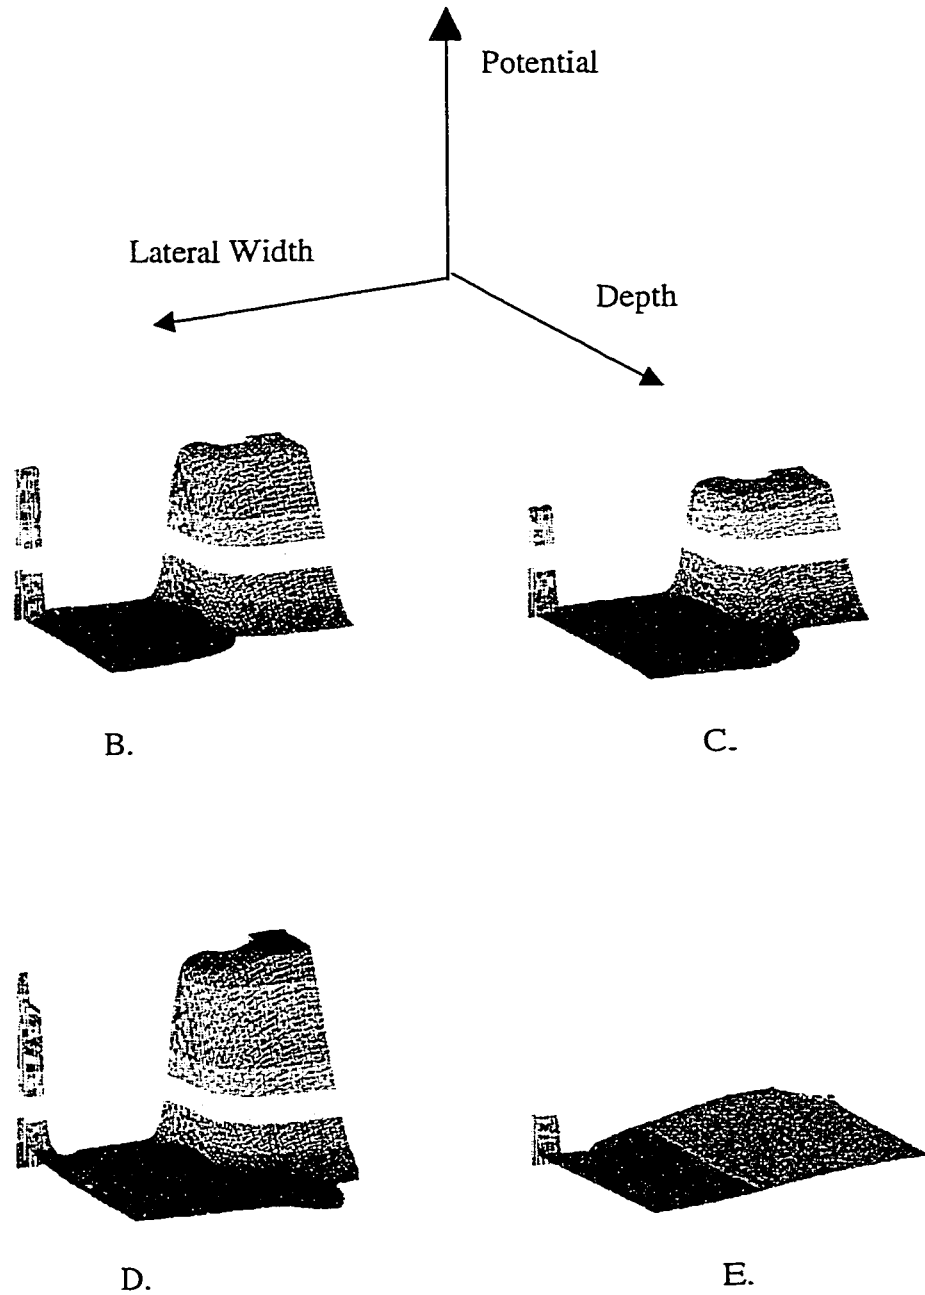 Potential
Lateral Width
Depth
B.
C.
D.
E.